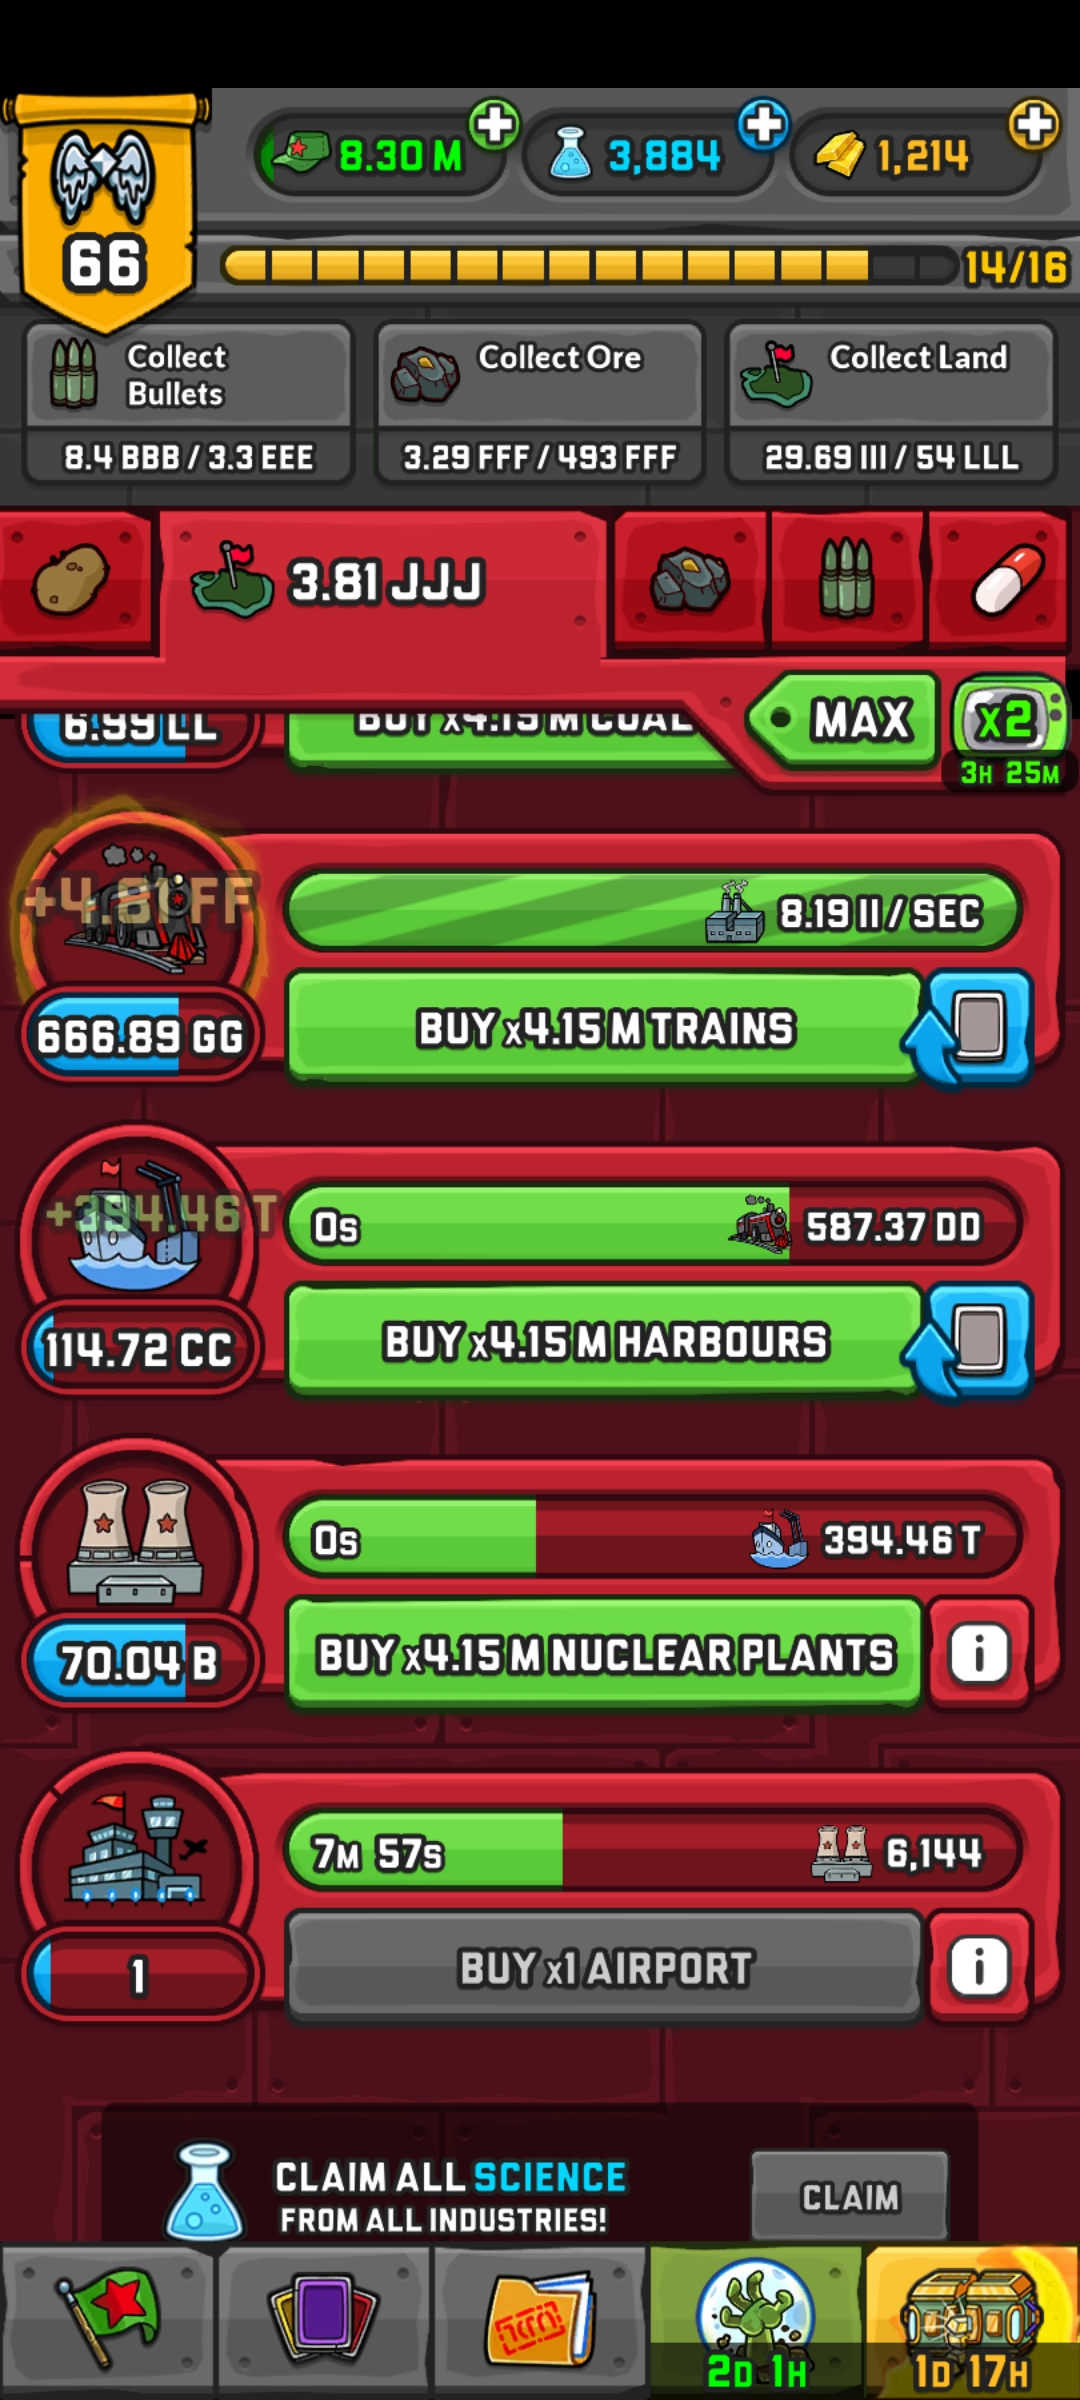 8.30 M
3,884
1,214
66
14/16
Collect
Bullets
Collect Ore
Collect Land
8.4 BBB / 3.3 EEE
3.29 FFF / 493 FFF
29.69 III / 54 LLL
3.81 JJJ
MAX
x2
3H 25M
6.99 LL
BUY x4.15 M COAL
+4.81 FF
8.19 II / SEC
666.89 GG
BUY x4.15 M TRAINS
+394.46 T
0s
587.37 DD
114.72 CC
BUY x4.15 M HARBOURS
0s
394.46 T
70.04 B
BUY x4.15 M NUCLEAR PLANTS
i
7M 57s
6,144
1
BUY x1 AIRPORT
i
CLAIM ALL SCIENCE
FROM ALL INDUSTRIES!
CLAIM
2D 1H
1D 17H